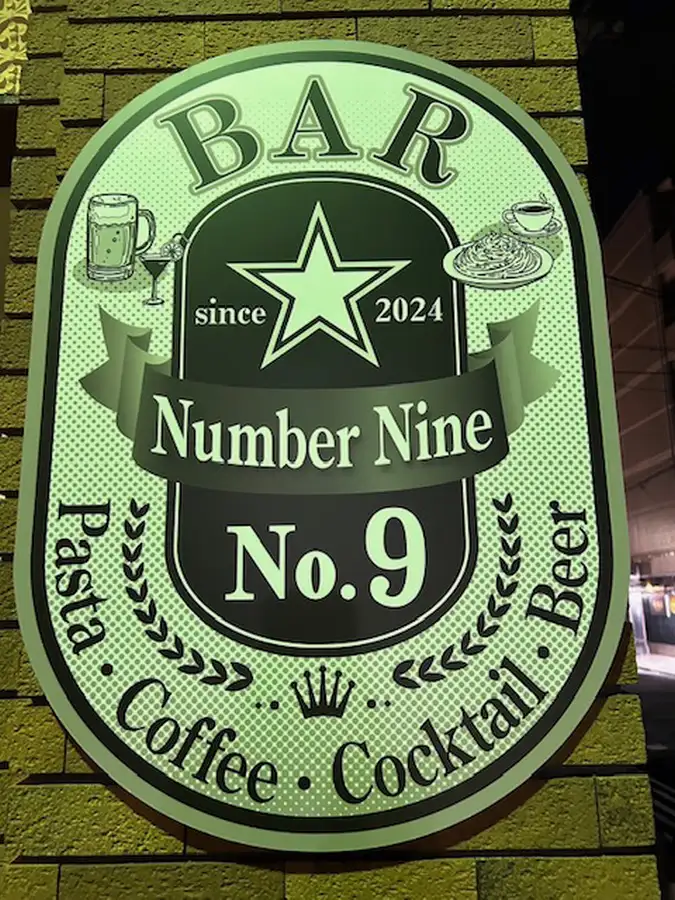 BAR
since 2024
Number Nine
No.9
Pasta · Coffee · Cocktail · Beer